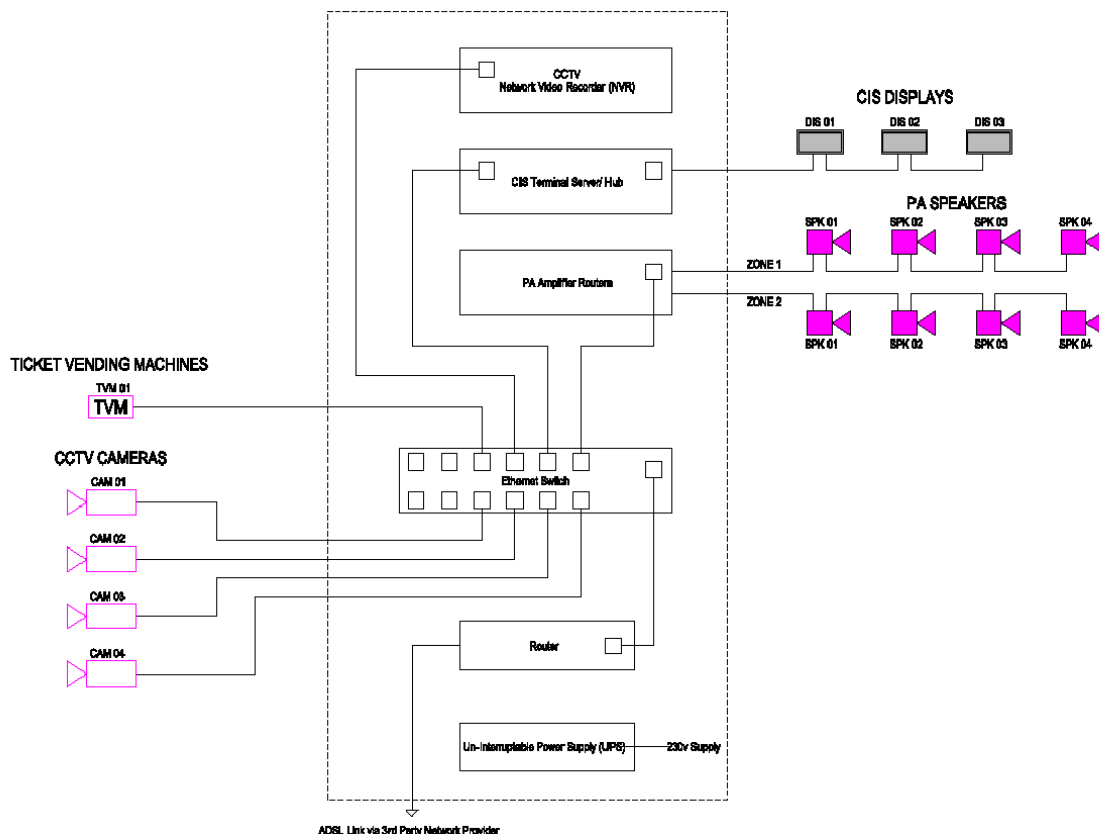 CCTV
Network Video Recorder (NVR)
CIS DISPLAYS
DIS 01
DIS 02
DIS 03
CIS Terminal Server/ Hub
PA SPEAKERS
SPK 01
SPK 02
SPK 03
SPK 04
ZONE 1
PA Amplifier Routers
ZONE 2
SPK 01
SPK 02
SPK 03
SPK 04
TICKET VENDING MACHINES
TVM 01
TVM
CCTV CAMERAS
Ethernet Switch
CAM 01
CAM 02
CAM 03
CAM 04
Router
Un-Interruptable Power Supply (UPS)
230v Supply
ADSL Link via 3rd Party Network Provider